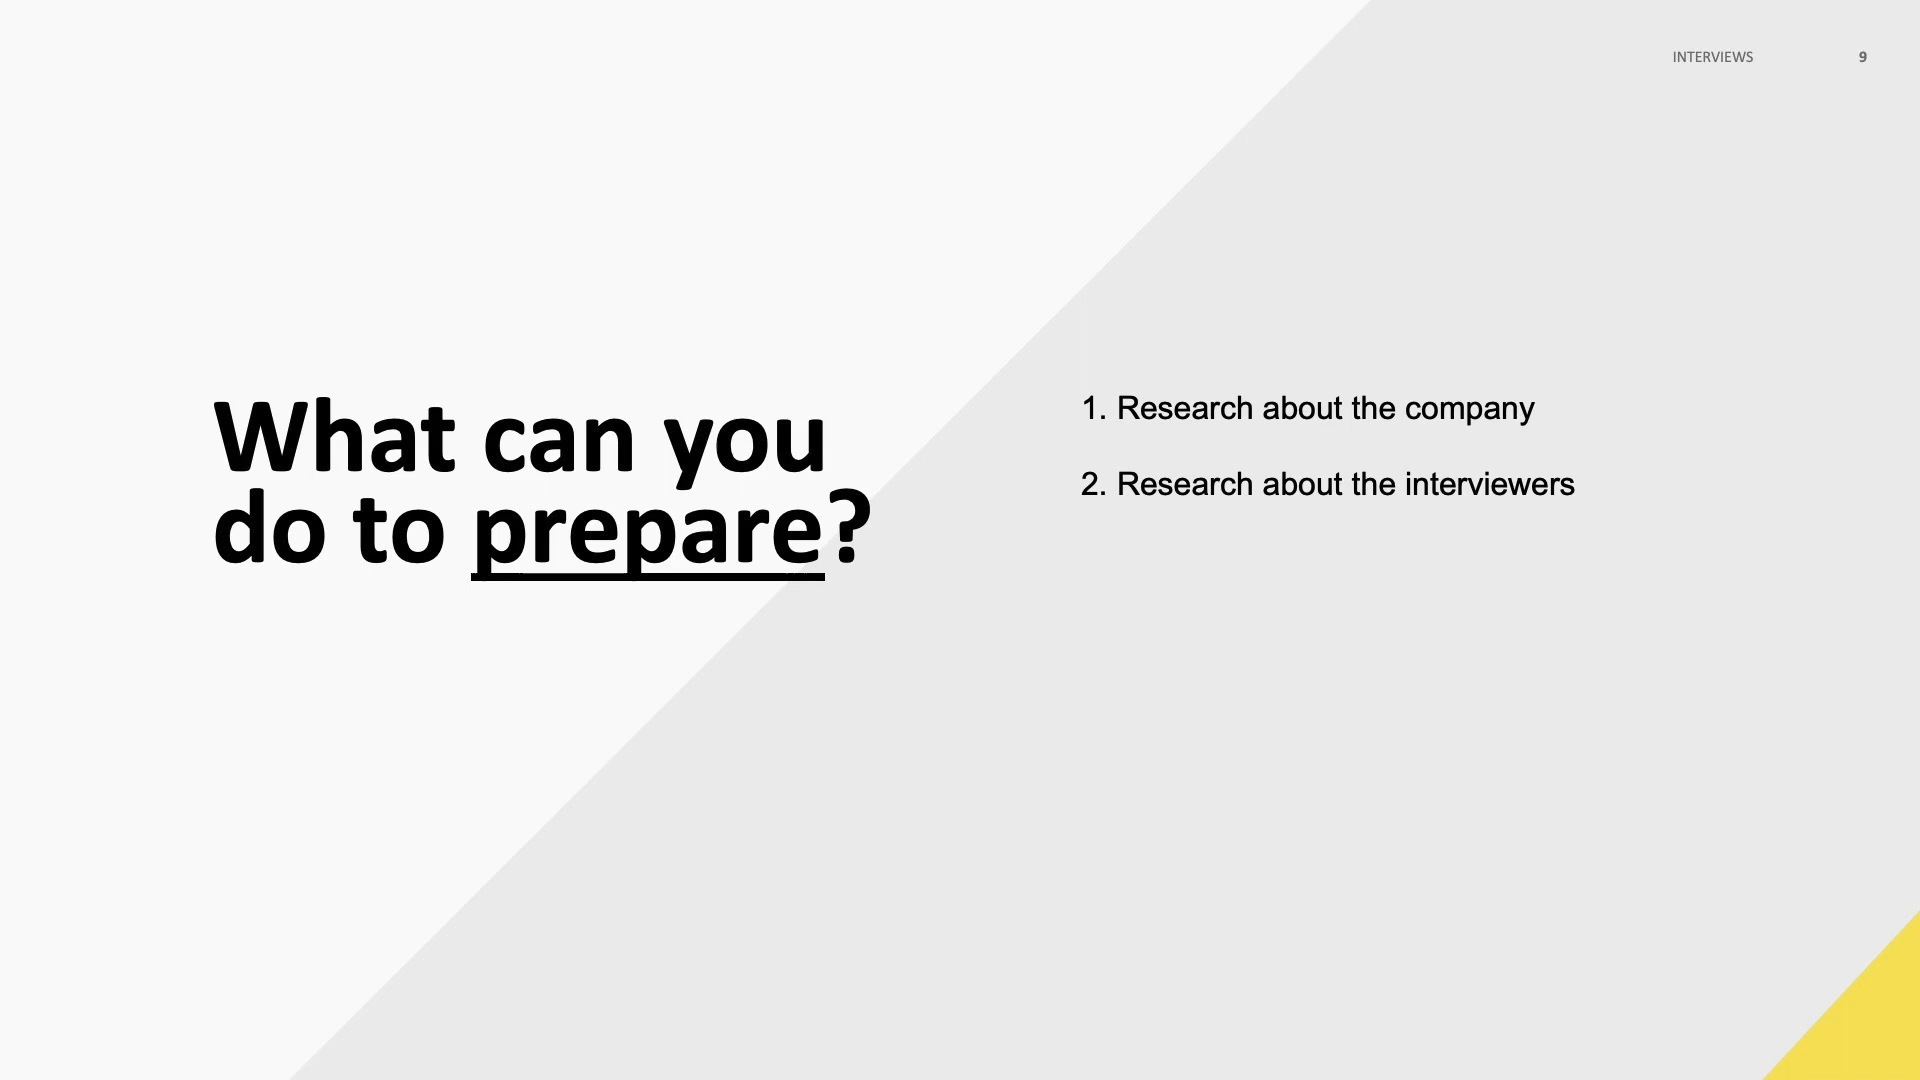 INTERVIEWS 9
What can you
do to prepare?
1. Research about the company
2. Research about the interviewers